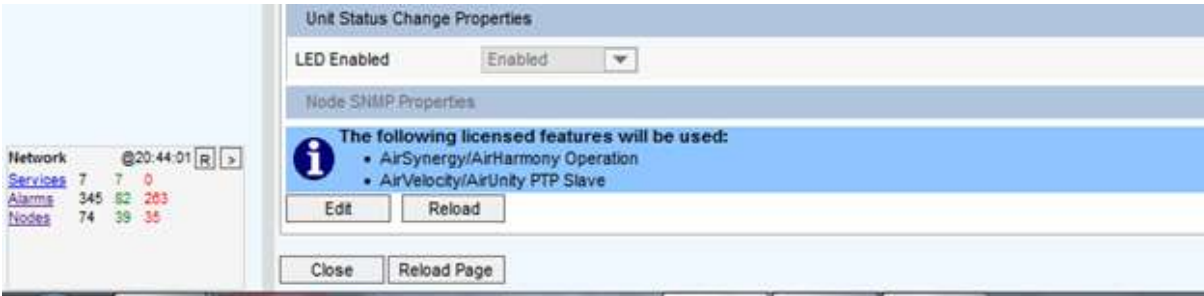 Unit Status Change Properties
LED Enabled Enabled
Node SNMP Properties
The following licensed features will be used:
• AirSynergy/AirHarmony Operation
• AirVelocity/AirUnity PTP Slave
Edit Reload
Close Reload Page
Network @20:44:01 R >
Services 7 7 0
Alarms 345 82 263
Nodes 74 39 35